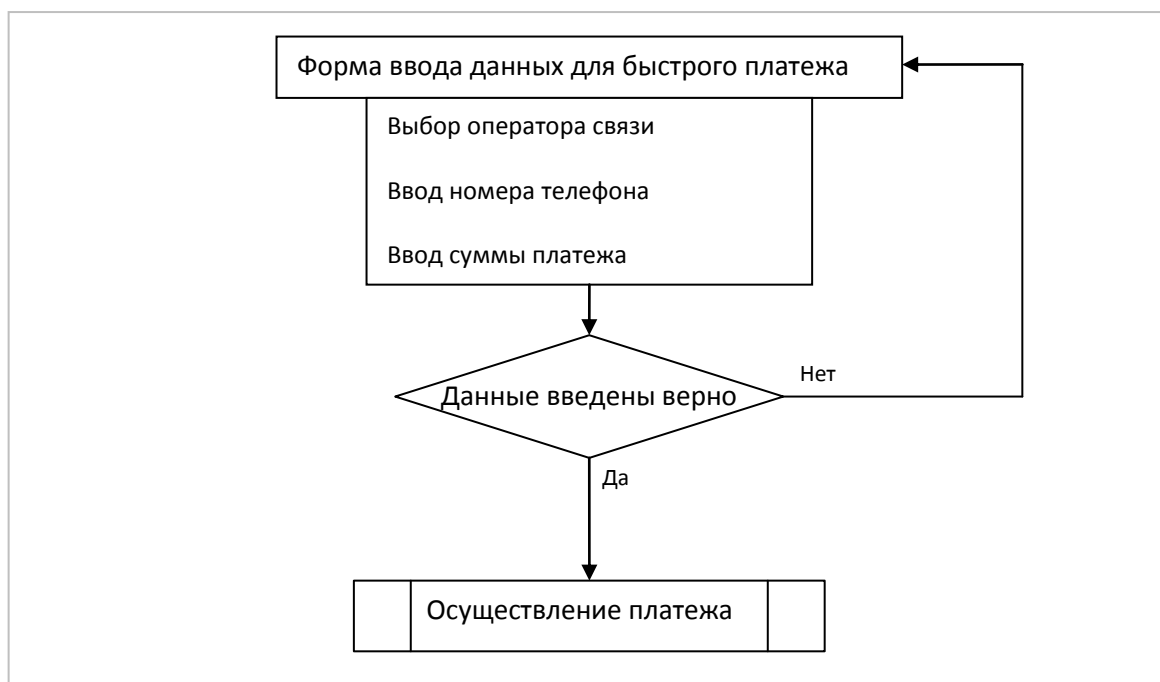 Форма ввода данных для быстрого платежа
Выбор оператора связи
Ввод номера телефона
Ввод суммы платежа
Данные введены верно
Нет
Да
Осуществление платежа